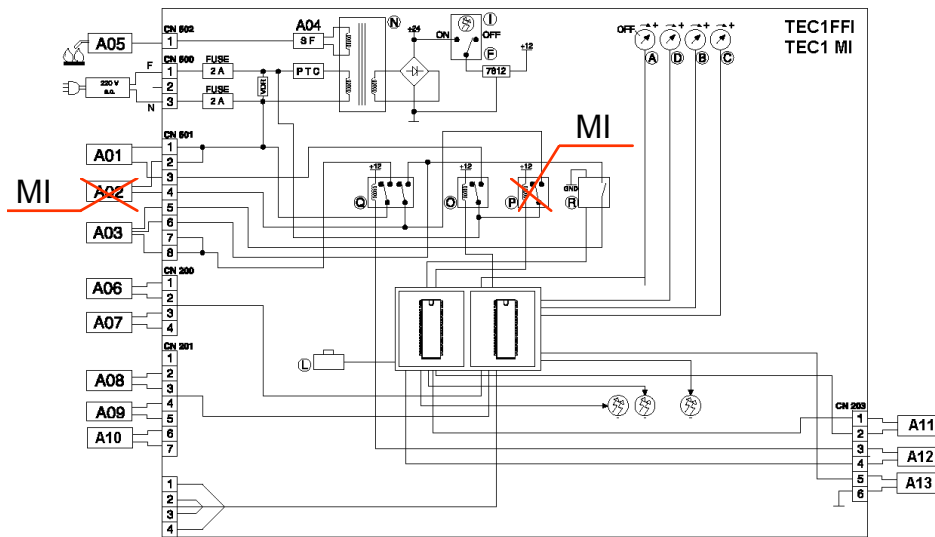 TEC1FFI
TEC1 MI
CN 502
A05
1
A04
SF
N
+24
I
ON
OFF
OFF
+
+
+
+
A
D
B
C
F
CN 500
1
2
3
220 V
a.c.
N
FUSE
2 A
FUSE
2 A
VDR
PTC
F
7812
+12
CN 501
1
2
3
4
5
6
7
8
A01
MI
A02
A03
MI
+12
+12
+12
GND
Q
O
P
R
CN 200
1
2
3
4
A06
A07
CN 201
1
2
3
4
5
6
7
A08
A09
A10
L
1
2
3
4
CN 203
1
2
3
4
5
6
A11
A12
A13